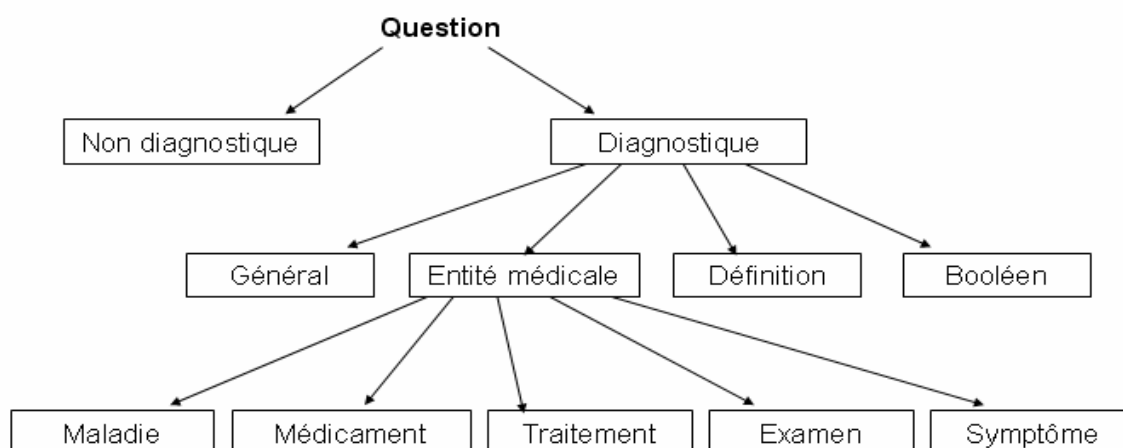 Question
Non diagnostique
Diagnostique
Général
Entité médicale
Définition
Booléen
Maladie
Médicament
Traitement
Examen
Symptôme